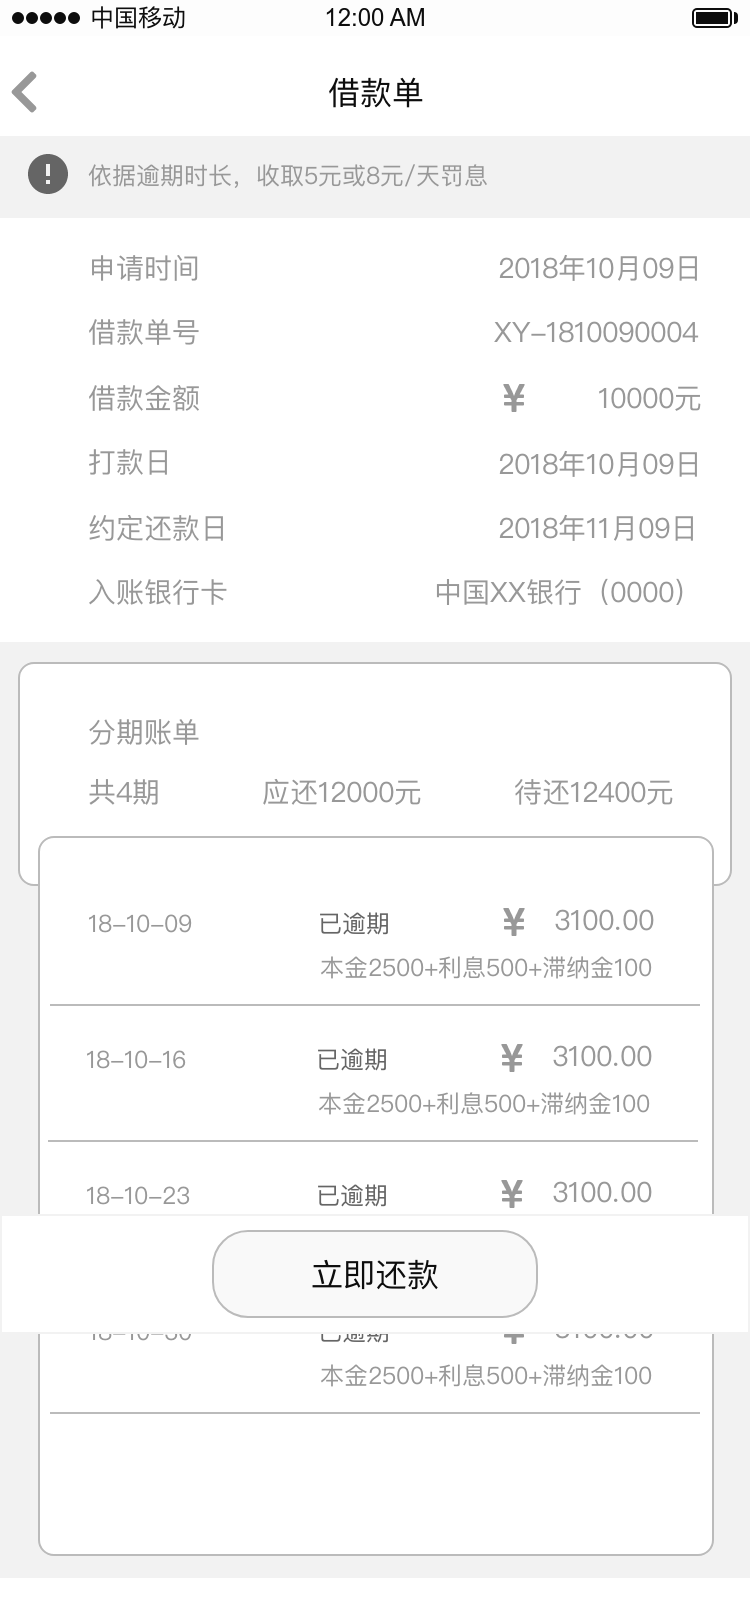 中国移动 12:00 AM
借款单
依据逾期时长，收取5元或8元/天罚息
申请时间 2018年10月09日
借款单号 XY-1810090004
借款金额 ¥ 10000元
打款日 2018年10月09日
约定还款日 2018年11月09日
入账银行卡 中国XX银行（0000）
分期账单
共4期 应还12000元 待还12400元
18-10-09 已逾期 ¥ 3100.00
本金2500+利息500+滞纳金100
18-10-16 已逾期 ¥ 3100.00
本金2500+利息500+滞纳金100
18-10-23 已逾期 ¥ 3100.00
立即还款
18-10-30 已逾期 ¥ 3100.00
本金2500+利息500+滞纳金100